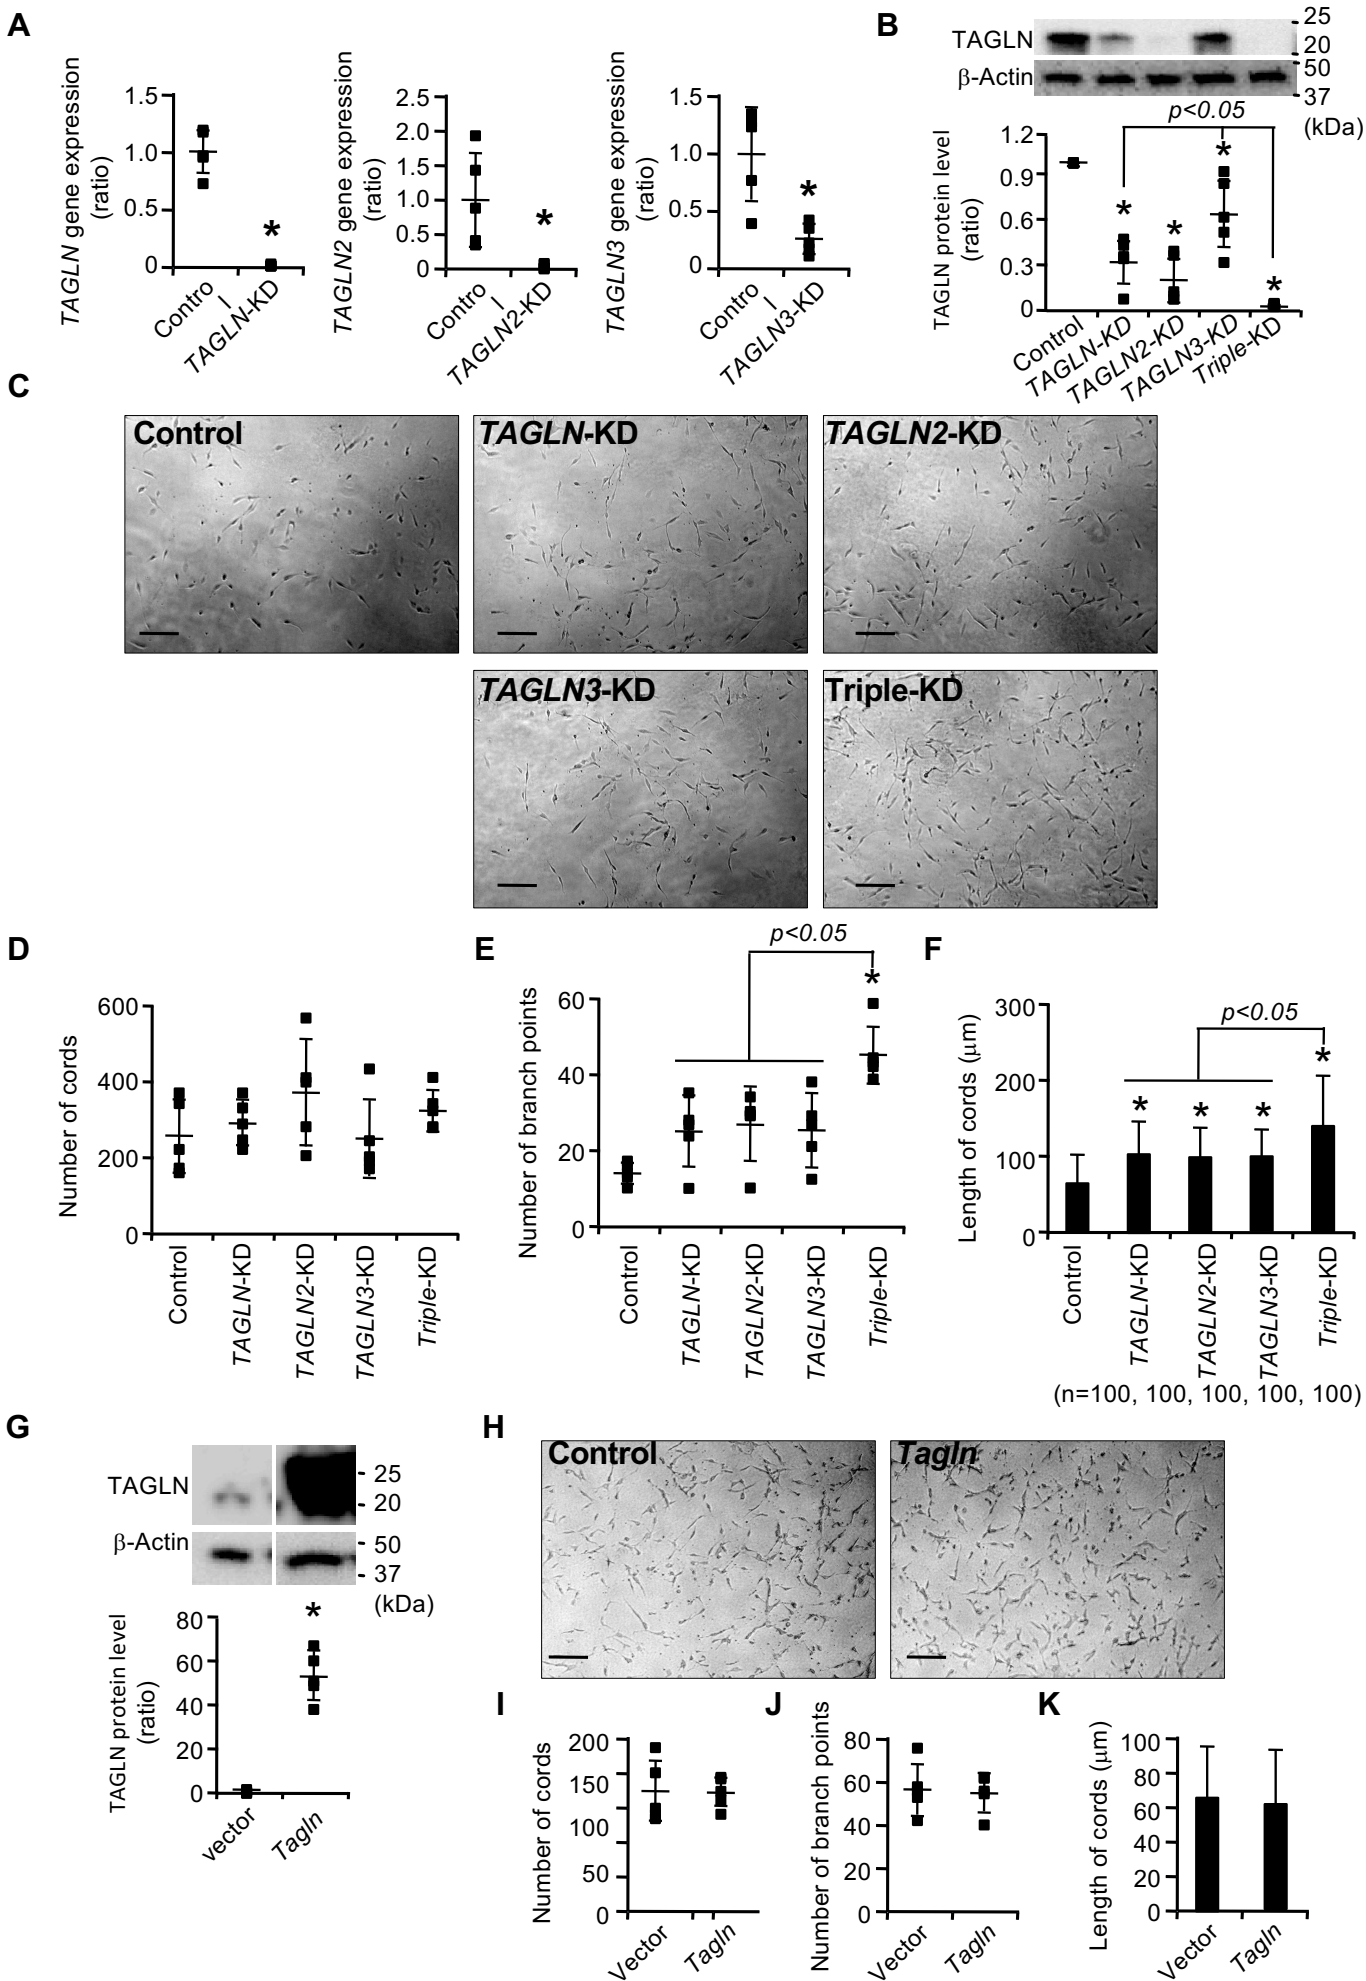 A
TAGLN gene expression
(ratio)
1.5
1.0
0.5
0
Contro
l
TAGLN-KD
*
TAGLN2 gene expression
(ratio)
2.5
2.0
1.5
1.0
0.5
0
Contro
l
TAGLN2-KD
*
TAGLN3 gene expression
(ratio)
1.5
1.0
0.5
0
Contro
l
TAGLN3-KD
*
B
TAGLN
β-Actin
25
20
50
37
(kDa)
p<0.05
TAGLN protein level
(ratio)
1.2
0.9
0.6
0.3
0
* * * *
Control
TAGLN-KD
TAGLN2-KD
TAGLN3-KD
Triple-KD
C
Control
TAGLN-KD
TAGLN2-KD
TAGLN3-KD
Triple-KD
D
Number of cords
600
400
200
0
Control
TAGLN-KD
TAGLN2-KD
TAGLN3-KD
Triple-KD
E
p<0.05
*
Number of branch points
60
40
20
0
Control
TAGLN-KD
TAGLN2-KD
TAGLN3-KD
Triple-KD
F
p<0.05
* * * *
Length of cords (μm)
300
200
100
0
Control
TAGLN-KD
TAGLN2-KD
TAGLN3-KD
Triple-KD
(n=100, 100, 100, 100, 100)
G
TAGLN
β-Actin
25
20
50
37
(kDa)
*
TAGLN protein level
(ratio)
80
60
40
20
0
vector
Tagln
H
Control
Tagln
I
Number of cords
200
150
100
50
0
Vector
Tagln
J
Number of branch points
80
60
40
20
0
Vector
Tagln
K
Length of cords (μm)
100
80
60
40
20
0
Vector
Tagln